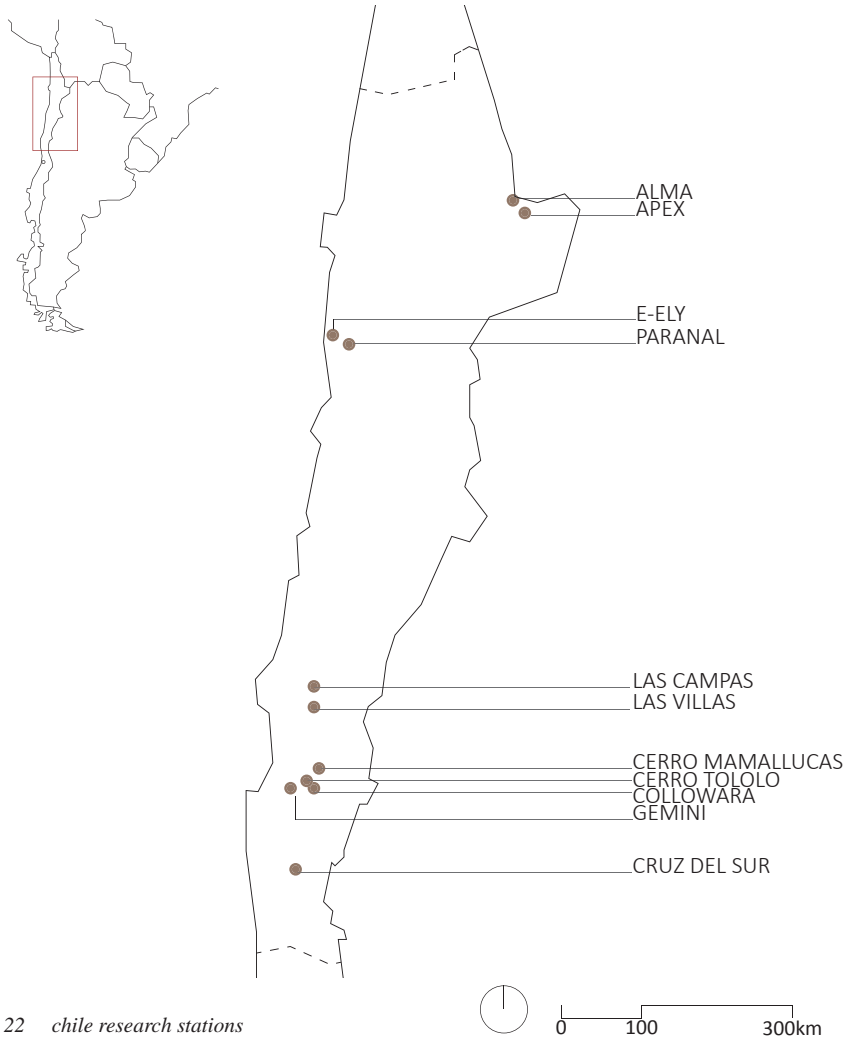 ALMA
APEX
E-ELY
PARANAL
LAS CAMPAS
LAS VILLAS
CERRO MAMALLUCAS
CERRO TOLOLO
COLLOWARA
GEMINI
CRUZ DEL SUR
22 chile research stations
0 100 300km